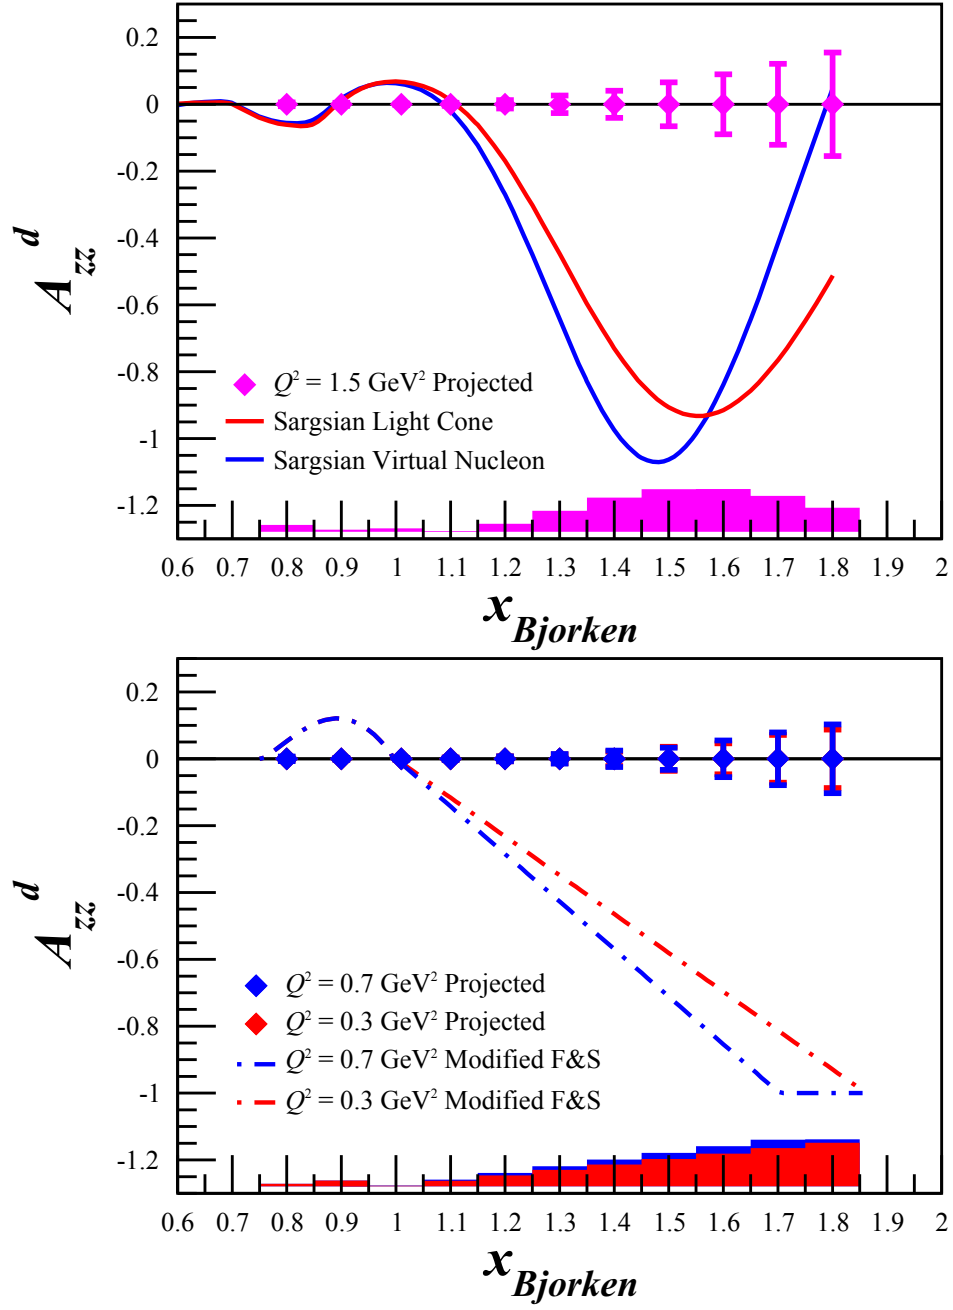 0.2
0
-0.2
-0.4
-0.6
-0.8
-1
-1.2
A_zz^d
Q² = 1.5 GeV² Projected
Sargsian Light Cone
Sargsian Virtual Nucleon
0.6 0.7 0.8 0.9 1 1.1 1.2 1.3 1.4 1.5 1.6 1.7 1.8 1.9 2
x_Bjorken
0.2
0
-0.2
-0.4
-0.6
-0.8
-1
-1.2
A_zz^d
Q² = 0.7 GeV² Projected
Q² = 0.3 GeV² Projected
Q² = 0.7 GeV² Modified F&S
Q² = 0.3 GeV² Modified F&S
0.6 0.7 0.8 0.9 1 1.1 1.2 1.3 1.4 1.5 1.6 1.7 1.8 1.9 2
x_Bjorken